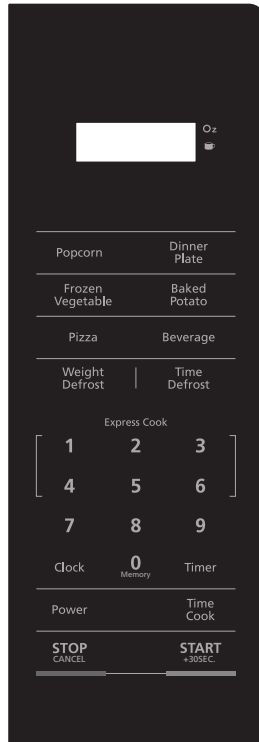 Oz
Popcorn Dinner
Plate
Frozen
Vegetable Baked
Potato
Pizza Beverage
Weight
Defrost Time
Defrost
Express Cook
1 2 3
4 5 6
7 8 9
Clock 0
Memory Timer
Power Time
Cook
STOP
CANCEL START
+30SEC.